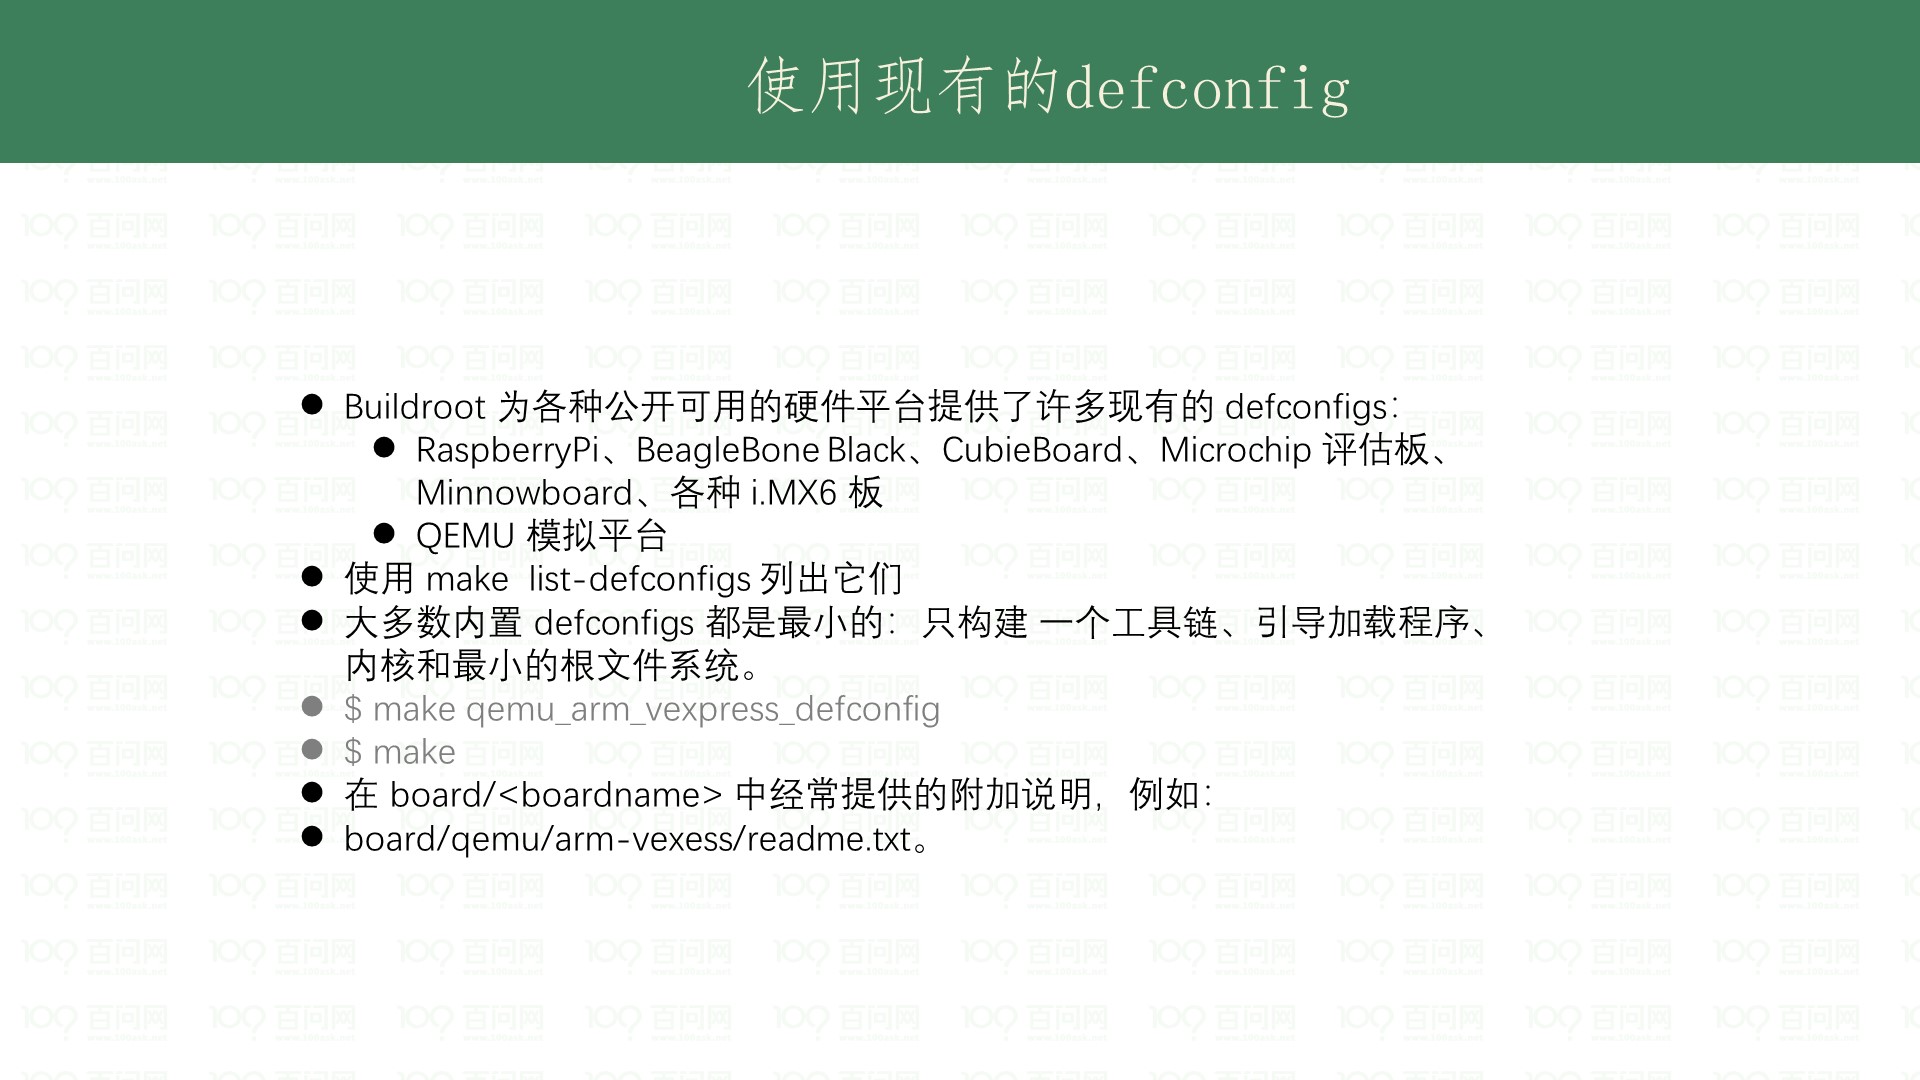 使用现有的defconfig
Buildroot 为各种公开可用的硬件平台提供了许多现有的 defconfigs：
RaspberryPi、BeagleBone Black、CubieBoard、Microchip 评估板、
Minnowboard、各种 i.MX6 板
QEMU 模拟平台
使用 make  list-defconfigs 列出它们
大多数内置 defconfigs 都是最小的：只构建 一个工具链、引导加载程序、
内核和最小的根文件系统。
$ make qemu_arm_vexpress_defconfig
$ make
在 board/<boardname> 中经常提供的附加说明，例如：
board/qemu/arm-vexess/readme.txt。